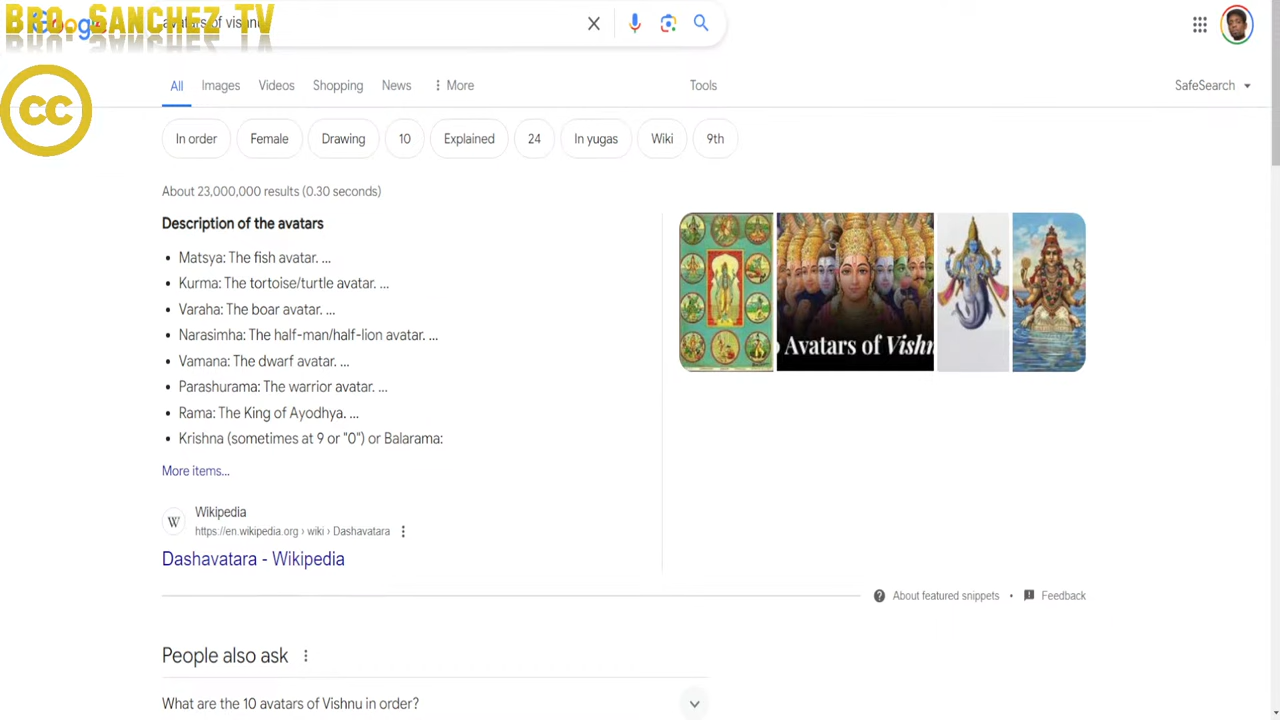 BRO. SANCHEZ TV
Google
avatars of vishnu
CC
All Images Videos Shopping News More Tools SafeSearch
In order Female Drawing 10 Explained 24 In yugas Wiki 9th
About 23,000,000 results (0.30 seconds)
Description of the avatars
• Matsya: The fish avatar. ...
• Kurma: The tortoise/turtle avatar. ...
• Varaha: The boar avatar. ...
• Narasimha: The half-man/half-lion avatar. ...
• Vamana: The dwarf avatar. ...
• Parashurama: The warrior avatar. ...
• Rama: The King of Ayodhya. ...
• Krishna (sometimes at 9 or "0") or Balarama:
More items...
Avatars of Vishn
W
Wikipedia
https://en.wikipedia.org › wiki › Dashavatara
Dashavatara - Wikipedia
About featured snippets • Feedback
People also ask
What are the 10 avatars of Vishnu in order?